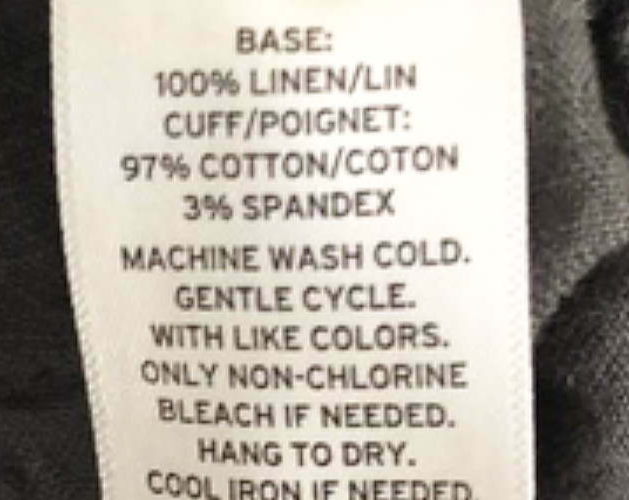 BASE:
100% LINEN/LIN
CUFF/POIGNET:
97% COTTON/COTON
3% SPANDEX
MACHINE WASH COLD.
GENTLE CYCLE.
WITH LIKE COLORS.
ONLY NON-CHLORINE
BLEACH IF NEEDED.
HANG TO DRY.
COOL IRON IF NEEDED